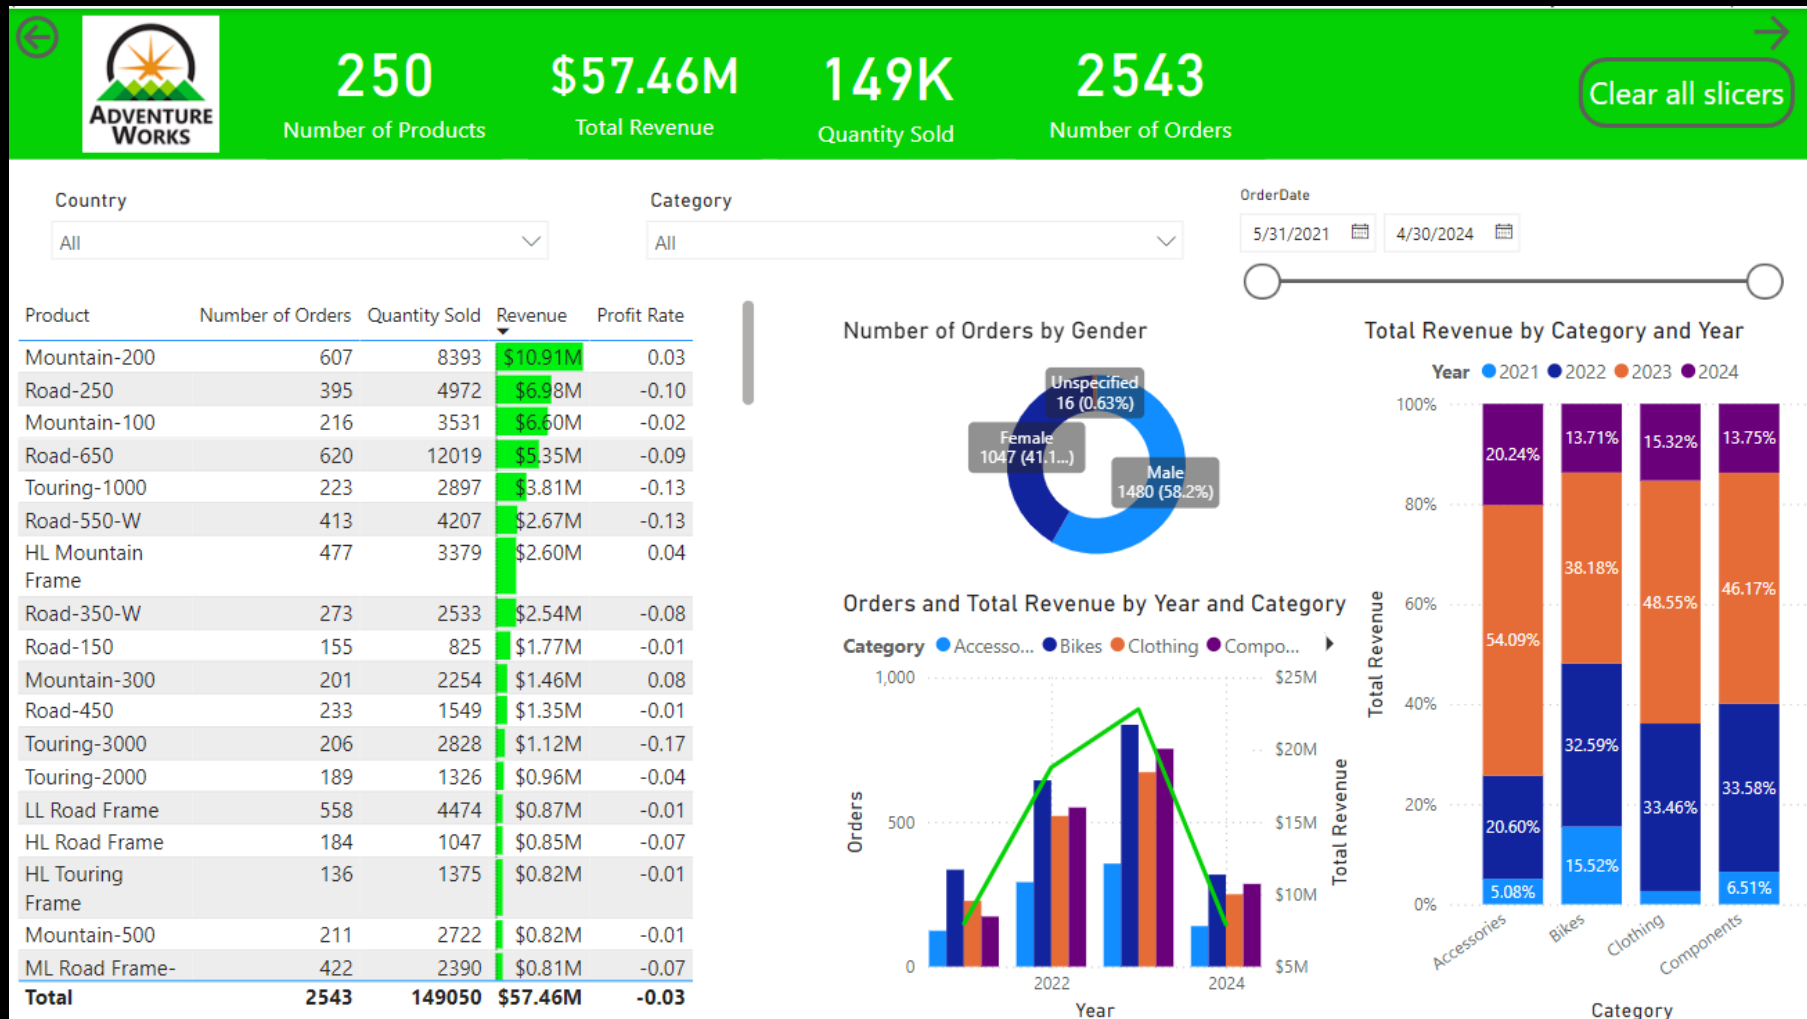 ADVENTURE
WORKS
250
Number of Products
$57.46M
Total Revenue
149K
Quantity Sold
2543
Number of Orders
Clear all slicers
Country
All
Category
All
OrderDate
5/31/2021
4/30/2024
Product Number of Orders Quantity Sold Revenue Profit Rate
Mountain-200 607 8393 $10.91M 0.03
Road-250 395 4972 $6.98M -0.10
Mountain-100 216 3531 $6.60M -0.02
Road-650 620 12019 $5.35M -0.09
Touring-1000 223 2897 $3.81M -0.13
Road-550-W 413 4207 $2.67M -0.13
HL Mountain 477 3379 $2.60M 0.04
Frame
Road-350-W 273 2533 $2.54M -0.08
Road-150 155 825 $1.77M -0.01
Mountain-300 201 2254 $1.46M 0.08
Road-450 233 1549 $1.35M -0.01
Touring-3000 206 2828 $1.12M -0.17
Touring-2000 189 1326 $0.96M -0.04
LL Road Frame 558 4474 $0.87M -0.01
HL Road Frame 184 1047 $0.85M -0.07
HL Touring 136 1375 $0.82M -0.01
Frame
Mountain-500 211 2722 $0.82M -0.01
ML Road Frame- 422 2390 $0.81M -0.07
Total 2543 149050 $57.46M -0.03
Number of Orders by Gender
Unspecified
16 (0.63%)
Female
1047 (41.1...)
Male
1480 (58.2%)
Orders and Total Revenue by Year and Category
Category Accesso... Bikes Clothing Compo...
1,000
500
0
Orders
$25M
$20M
$15M
$10M
$5M
Total Revenue
2022
2024
Year
Total Revenue by Category and Year
Year 2021 2022 2023 2024
100%
80%
60%
40%
20%
0%
Total Revenue
20.24%
54.09%
20.60%
5.08%
13.71%
38.18%
32.59%
15.52%
15.32%
48.55%
33.46%
13.75%
46.17%
33.58%
6.51%
Accessories
Bikes
Clothing
Components
Category